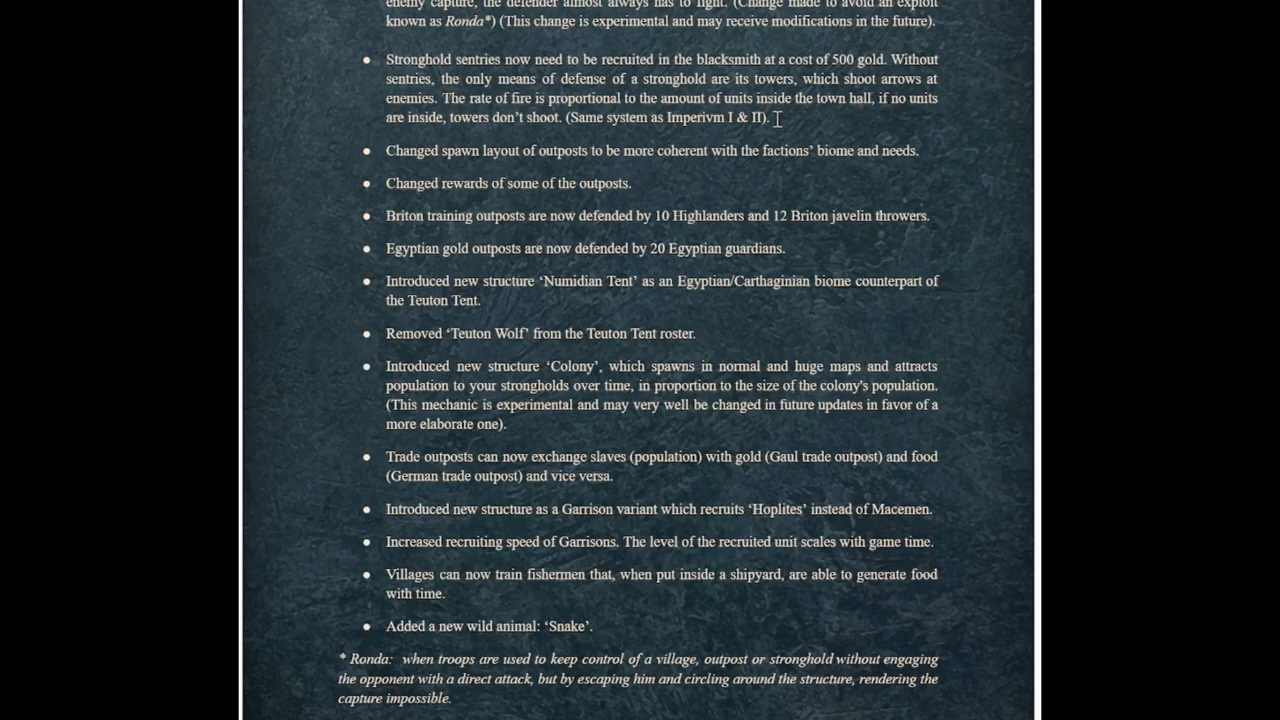 enemy capture, the defender almost always has to fight. (Change made to avoid an exploit
known as Ronda*) (This change is experimental and may receive modifications in the future).
● Stronghold sentries now need to be recruited in the blacksmith at a cost of 500 gold. Without
sentries, the only means of defense of a stronghold are its towers, which shoot arrows at
enemies. The rate of fire is proportional to the amount of units inside the town hall, if no units
are inside, towers don’t shoot. (Same system as Imperivm I & II).
● Changed spawn layout of outposts to be more coherent with the factions’ biome and needs.
● Changed rewards of some of the outposts.
● Briton training outposts are now defended by 10 Highlanders and 12 Briton javelin throwers.
● Egyptian gold outposts are now defended by 20 Egyptian guardians.
● Introduced new structure ‘Numidian Tent’ as an Egyptian/Carthaginian biome counterpart of
the Teuton Tent.
● Removed ‘Teuton Wolf’ from the Teuton Tent roster.
● Introduced new structure ‘Colony’, which spawns in normal and huge maps and attracts
population to your strongholds over time, in proportion to the size of the colony's population.
(This mechanic is experimental and may very well be changed in future updates in favor of a
more elaborate one).
● Trade outposts can now exchange slaves (population) with gold (Gaul trade outpost) and food
(German trade outpost) and vice versa.
● Introduced new structure as a Garrison variant which recruits ‘Hoplites’ instead of Macemen.
● Increased recruiting speed of Garrisons. The level of the recruited unit scales with game time.
● Villages can now train fishermen that, when put inside a shipyard, are able to generate food
with time.
● Added a new wild animal: ‘Snake’.
* Ronda: when troops are used to keep control of a village, outpost or stronghold without engaging
the opponent with a direct attack, but by escaping him and circling around the structure, rendering the
capture impossible.